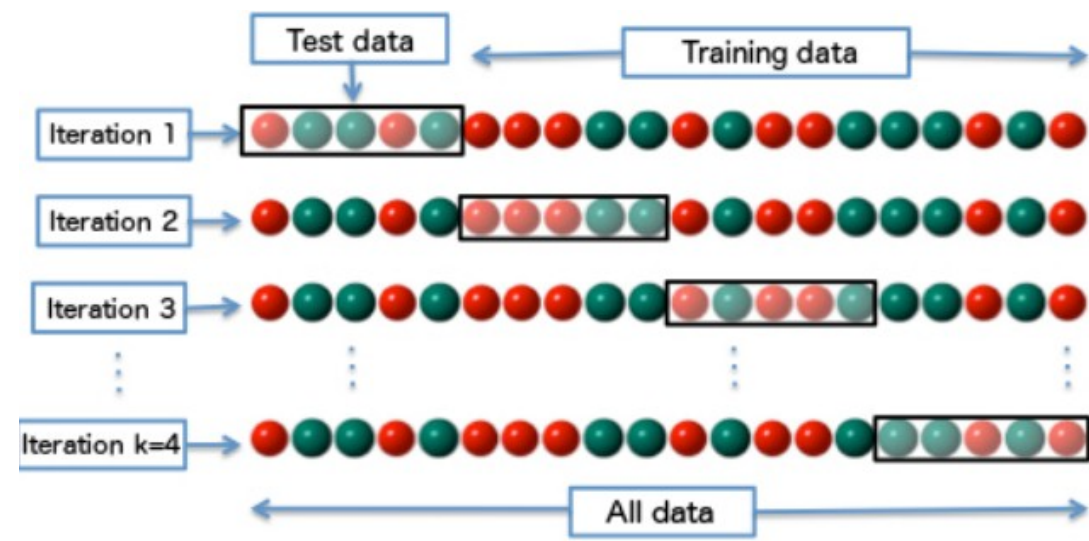 Test data
Training data
Iteration 1
Iteration 2
Iteration 3
Iteration k=4
All data